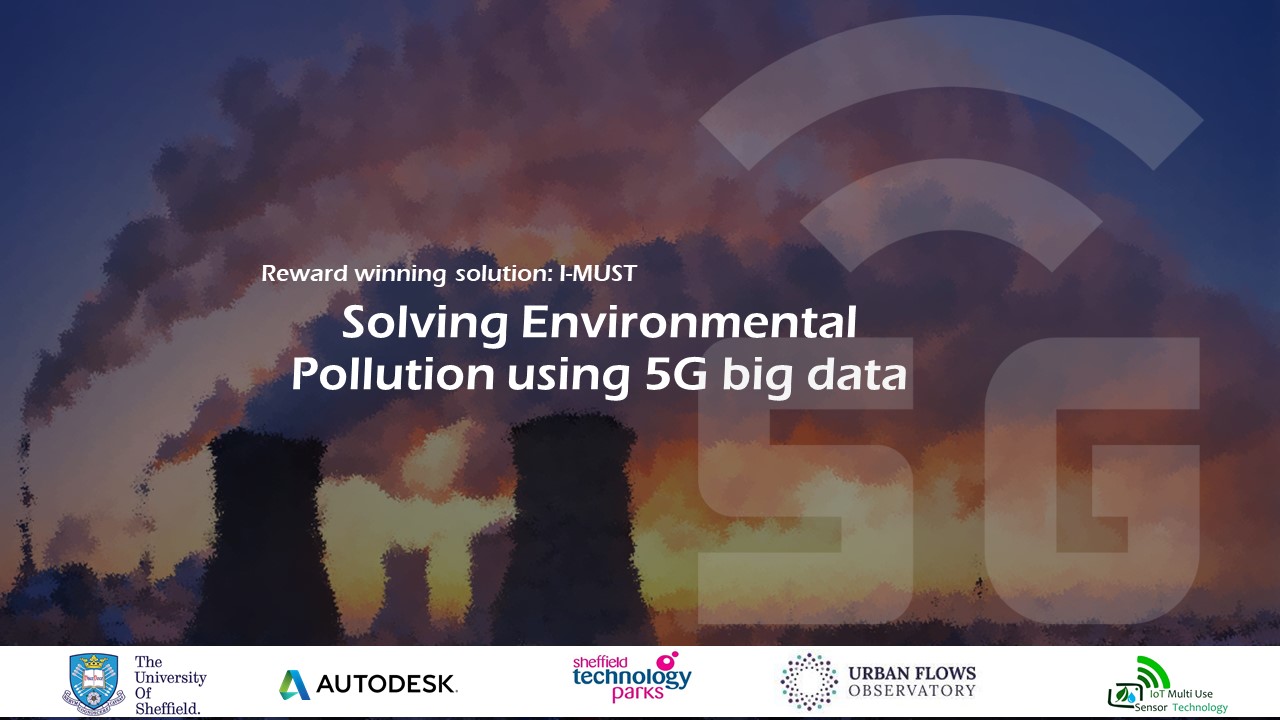 5G
Reward winning solution: I-MUST
Solving Environmental
Pollution using 5G big data
The
University
Of
Sheffield.
AUTODESK.
sheffield
technology
parks
URBAN FLOWS
OBSERVATORY
IoT Multi Use
Sensor Technology